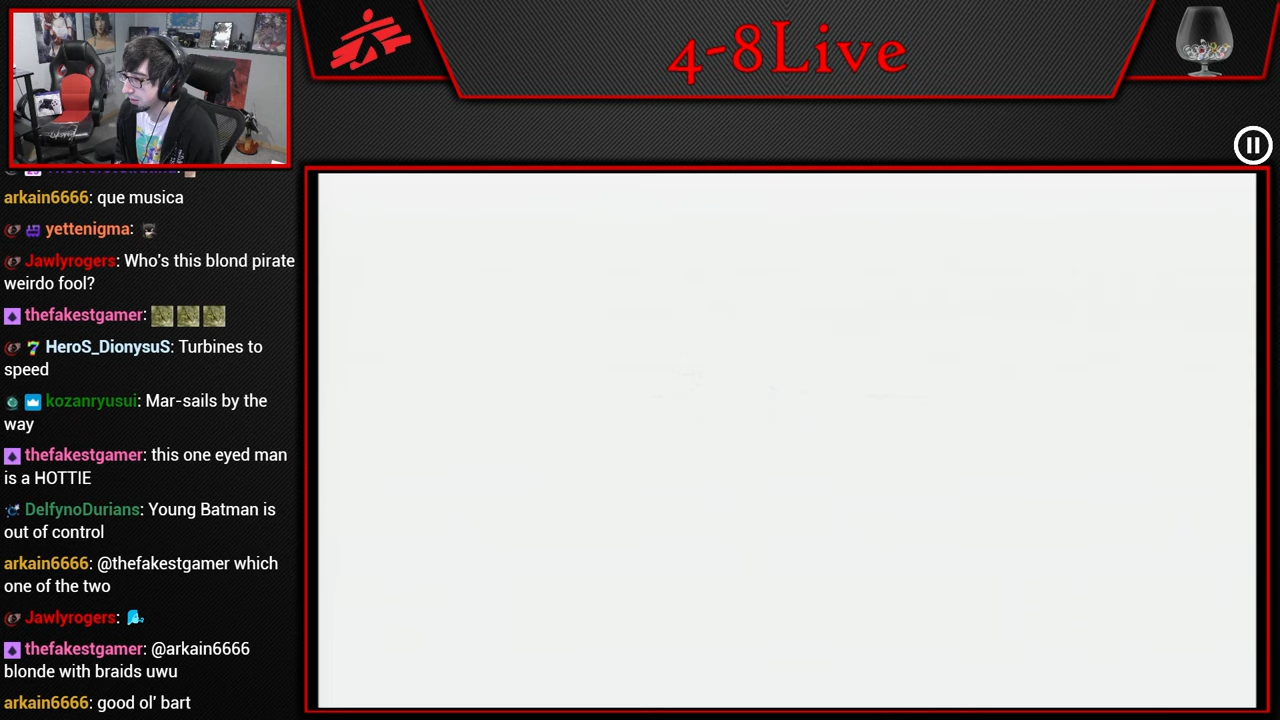 4-8Live
arkain6666: que musica
yettenigma:
Jawlyrogers: Who's this blond pirate
weirdo fool?
thefakestgamer:
HeroS_DionysuS: Turbines to
speed
kozanryusui: Mar-sails by the
way
thefakestgamer: this one eyed man
is a HOTTIE
DelfynoDurians: Young Batman is
out of control
arkain6666: @thefakestgamer which
one of the two
Jawlyrogers:
thefakestgamer: @arkain6666
blonde with braids uwu
arkain6666: good ol' bart